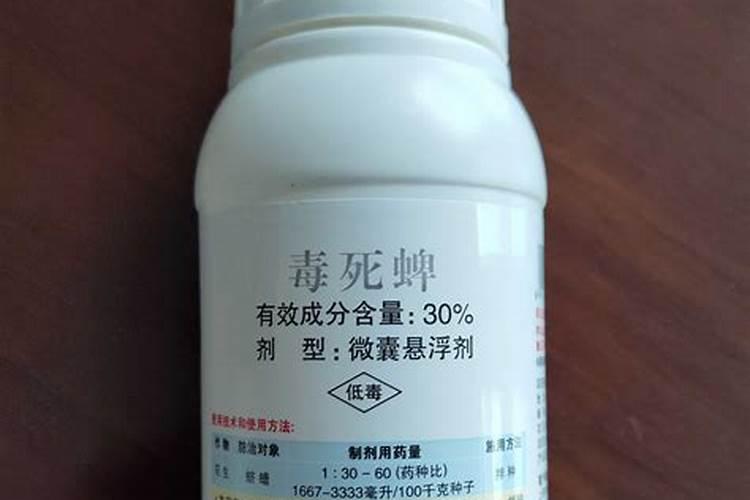 毒死蜱
有效成分含量：30%
剂 型：微囊悬浮剂
低毒
使用技术和使用方法：
作物 防治对象 制剂用药量 施用方法
花生 蛴螬 1：30-60（药种比） 拌种
1667-3333毫升/100千克种子